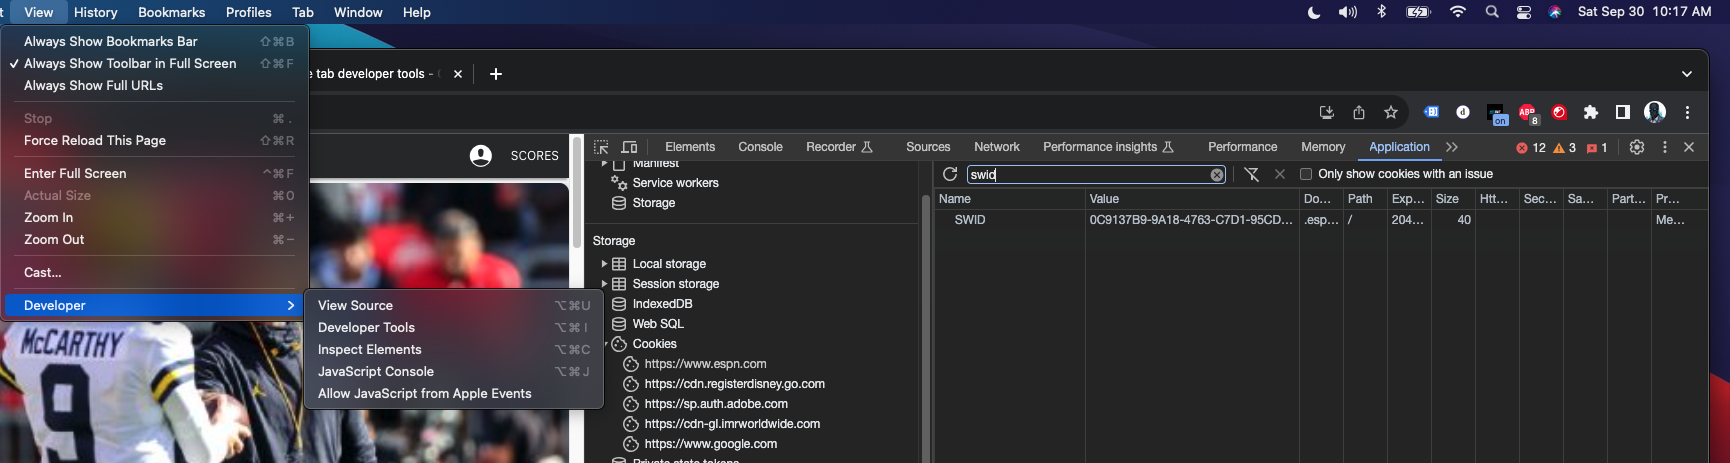 View History Bookmarks Profiles Tab Window Help Sat Sep 30 10:17 AM
Always Show Bookmarks Bar ⇧⌘B
✓ Always Show Toolbar in Full Screen ⇧⌘F
Always Show Full URLs
Stop ⌘.
Force Reload This Page ⇧⌘R
Enter Full Screen ^⌘F
Actual Size ⌘0
Zoom In ⌘+
Zoom Out ⌘−
Cast...
Developer
View Source ⌥⌘U
Developer Tools ⌥⌘I
Inspect Elements ⌥⌘C
JavaScript Console ⌥⌘J
Allow JavaScript from Apple Events
e tab developer tools -
on
ABP
8
SCORES
McCARTHY
9
Elements Console Recorder Sources Network Performance insights Performance Memory Application 12 3 1
Manifest
Service workers
Storage
Storage
Local storage
Session storage
IndexedDB
Web SQL
Cookies
https://www.espn.com
https://cdn.registerdisney.go.com
https://sp.auth.adobe.com
https://cdn-gl.imrworldwide.com
https://www.google.com
Private state tokens
swid Only show cookies with an issue
Name Value Do... Path Exp... Size Htt... Sec... Sa... Part... Pr...
SWID 0C9137B9-9A18-4763-C7D1-95CD... .esp... / 204... 40 Me...